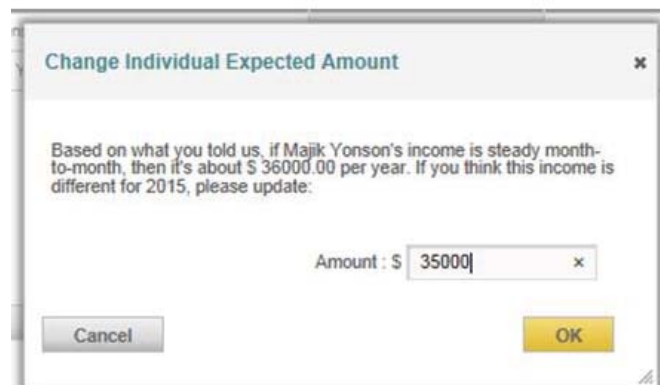 Change Individual Expected Amount
Based on what you told us, if Majik Yonson's income is steady month-
to-month, then it's about $ 36000.00 per year. If you think this income is
different for 2015, please update:
Amount : $ 35000
Cancel OK